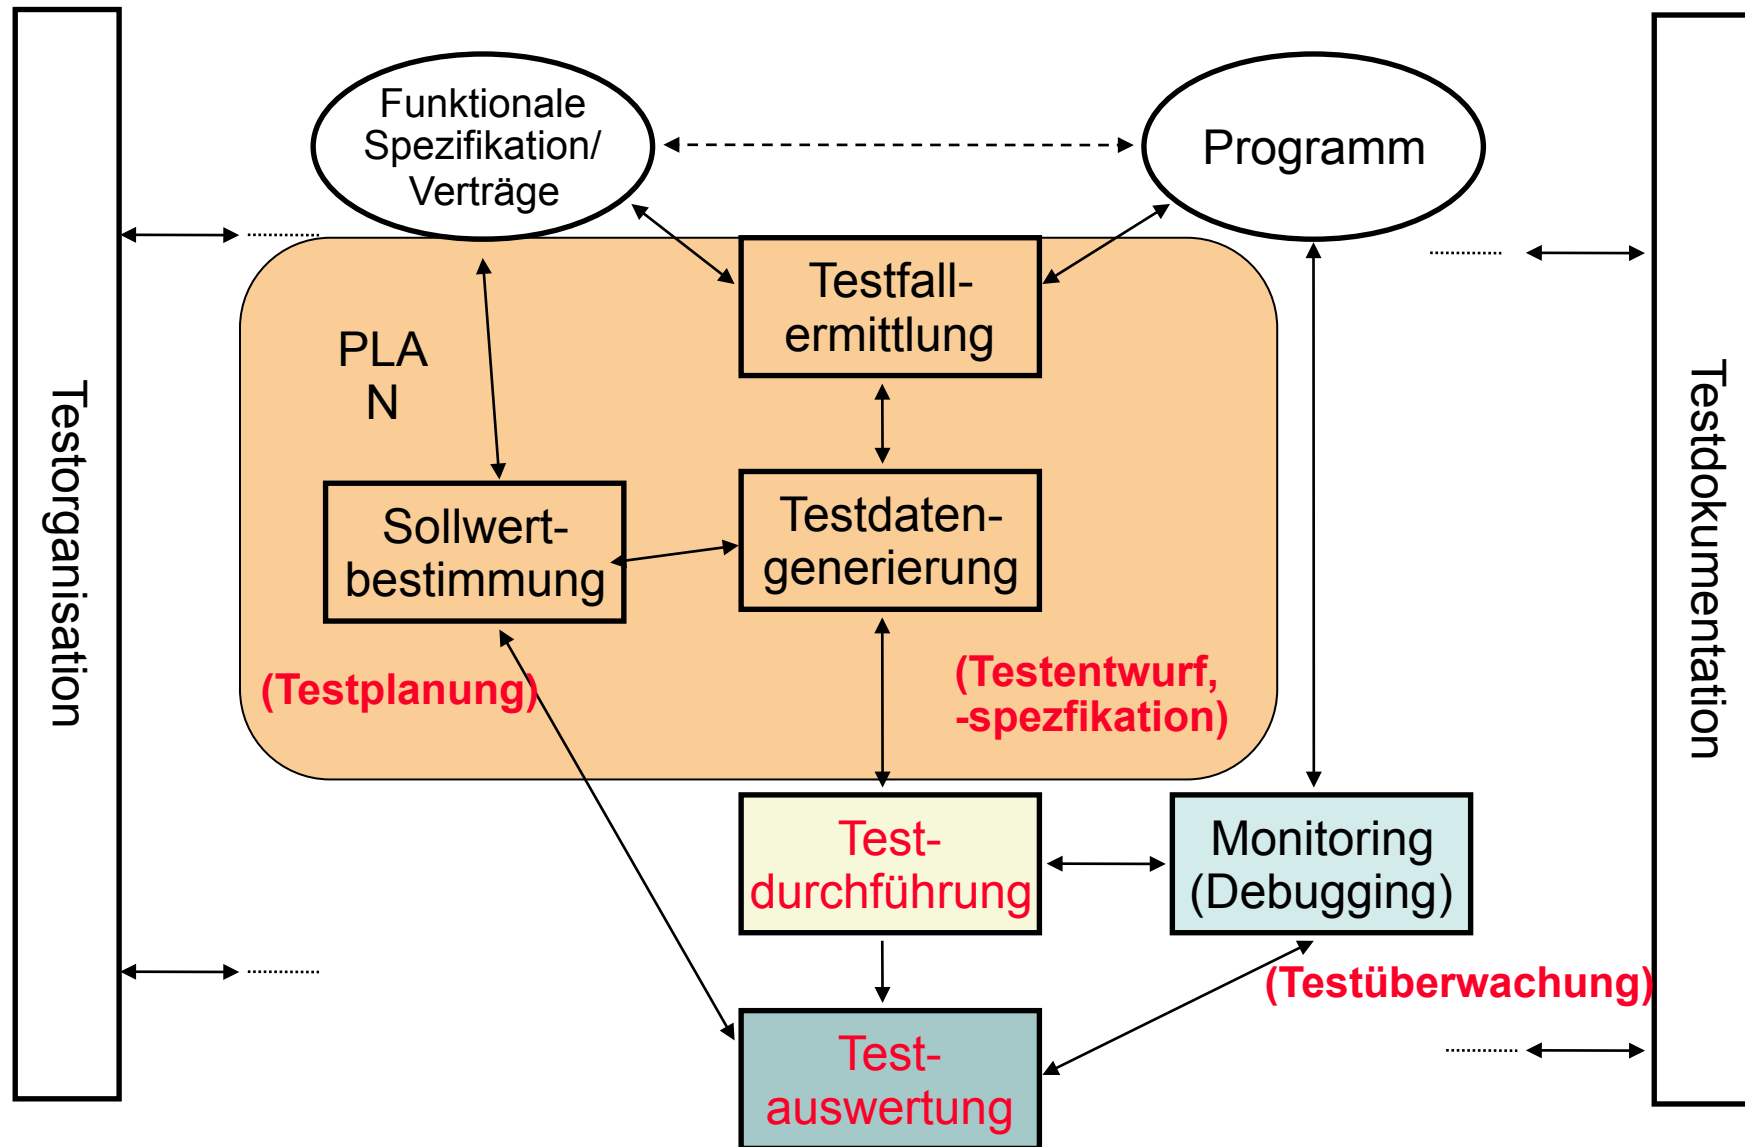 Testorganisation
Funktionale
Spezifikation/
Verträge
Programm
Testfall-
ermittlung
PLA
N
Sollwert-
bestimmung
Testdaten-
generierung
(Testplanung)
(Testentwurf,
-spezfikation)
Test-
durchführung
Monitoring
(Debugging)
(Testüberwachung)
Test-
auswertung
Testdokumentation